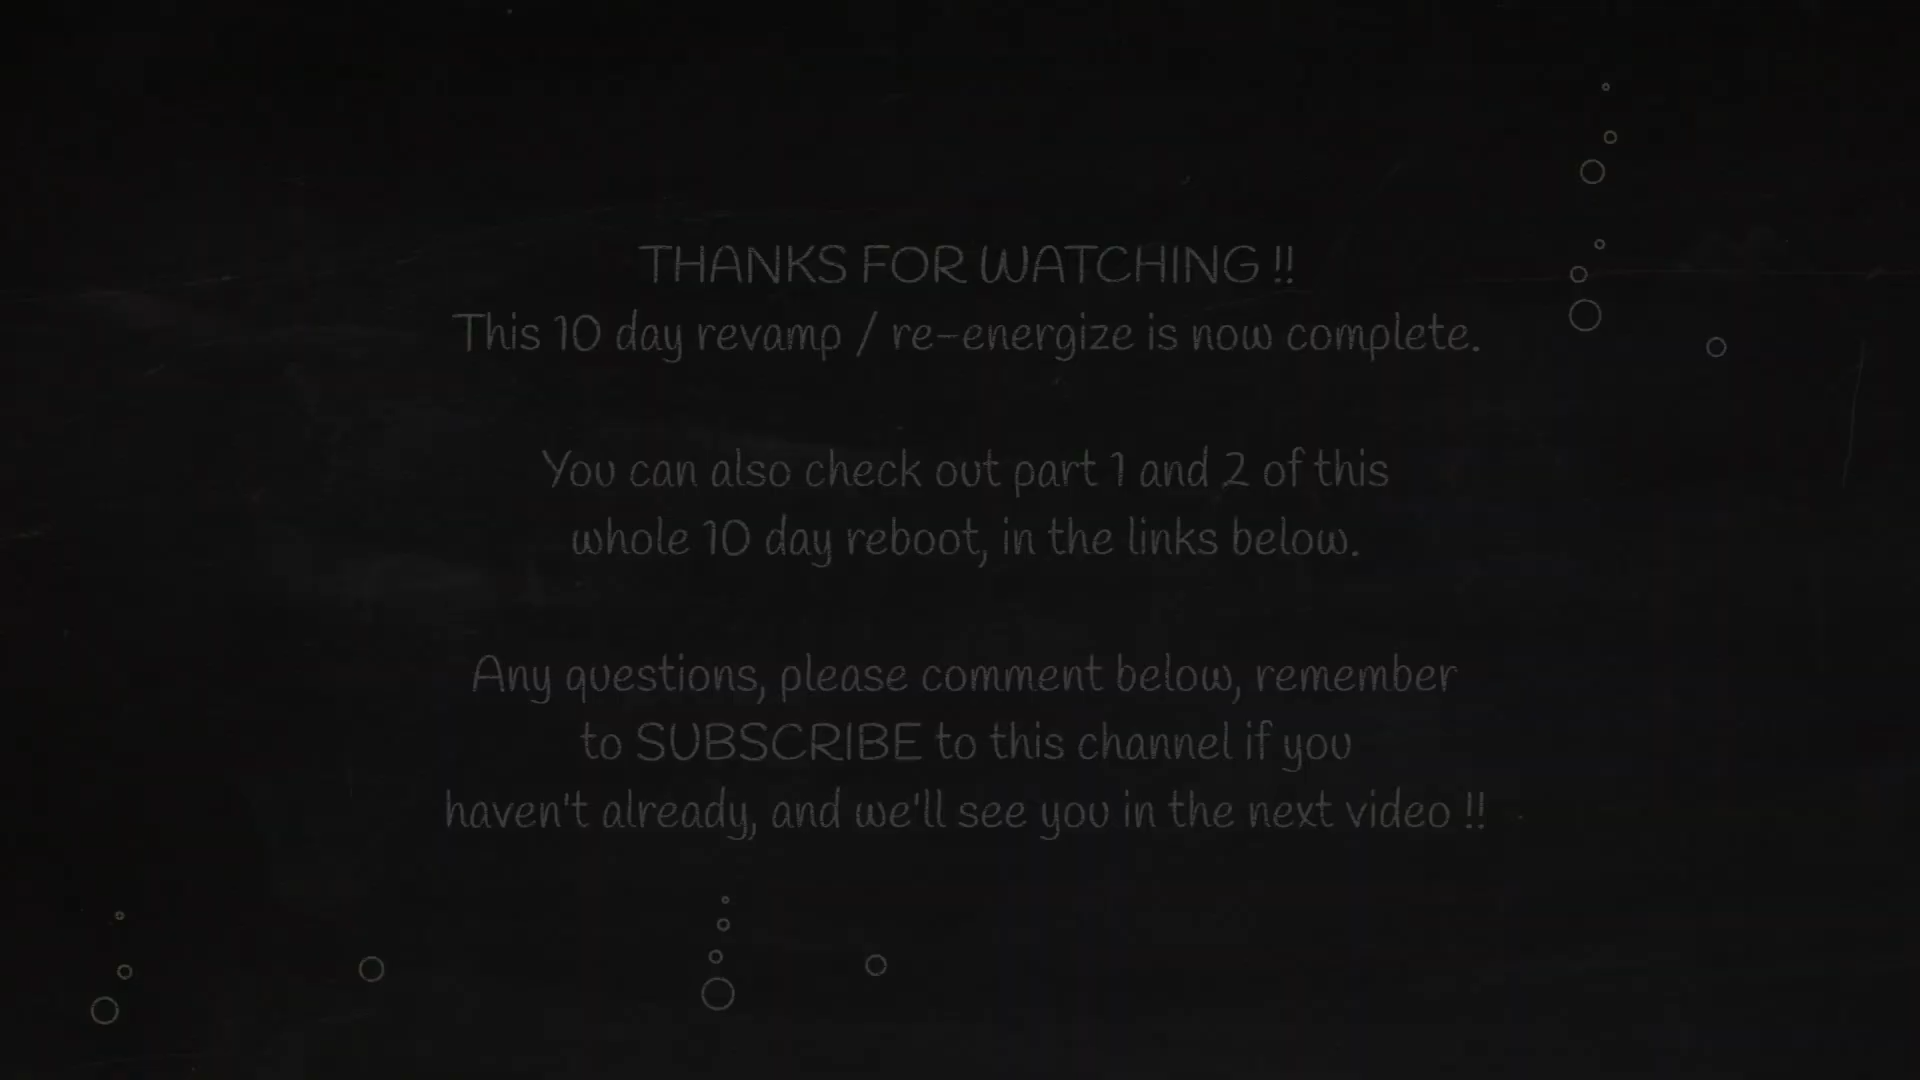 THANKS FOR WATCHING !!
This 10 day revamp / re-energize is now complete.
You can also check out part 1 and 2 of this
whole 10 day reboot, in the links below.
Any questions, please comment below, remember
to SUBSCRIBE to this channel if you
haven't already, and we'll see you in the next video !!